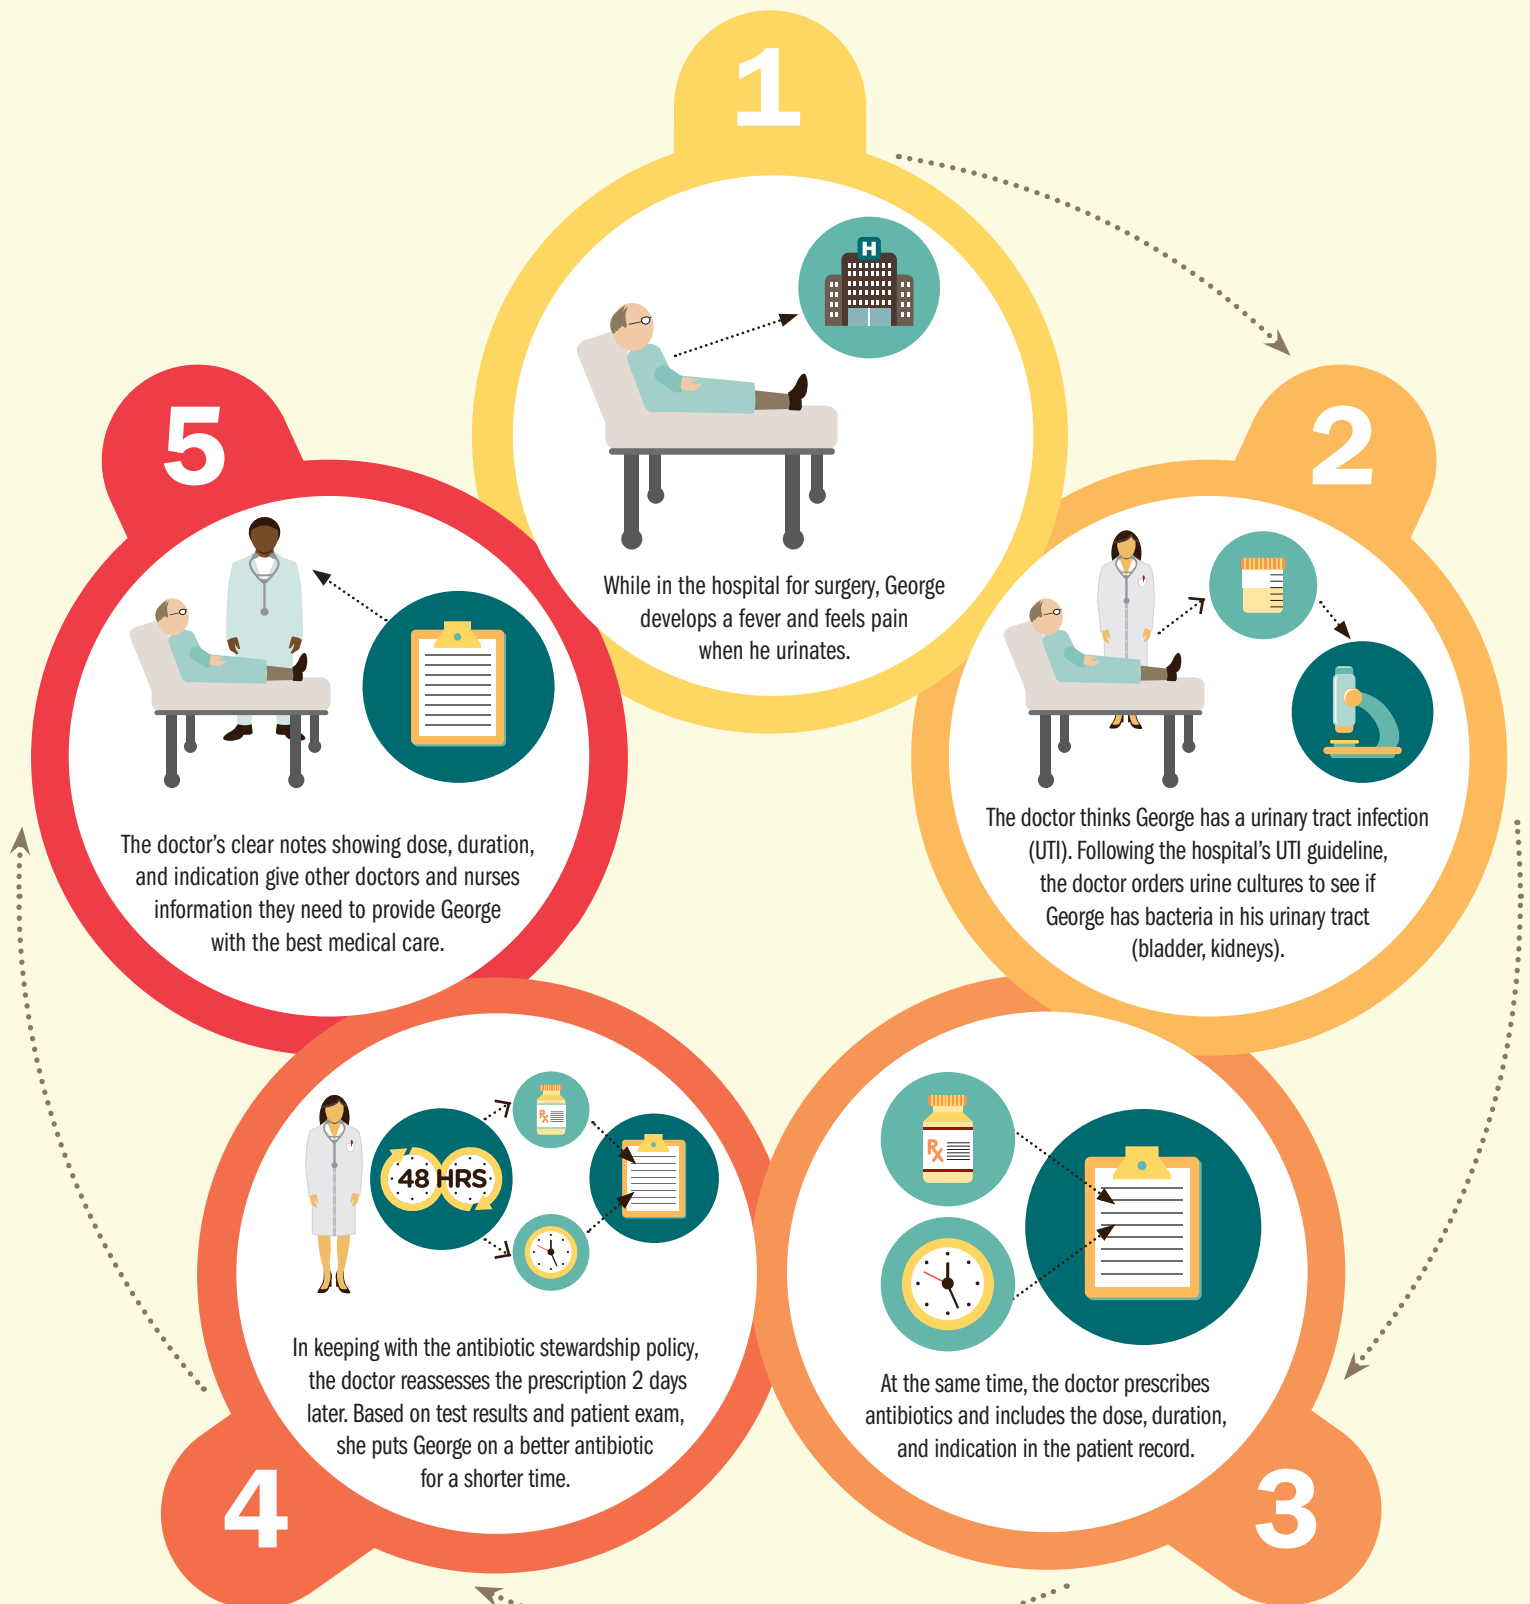 1
H
While in the hospital for surgery, George
develops a fever and feels pain
when he urinates.
2
The doctor thinks George has a urinary tract infection
(UTI). Following the hospital’s UTI guideline,
the doctor orders urine cultures to see if
George has bacteria in his urinary tract
(bladder, kidneys).
3
Rx
At the same time, the doctor prescribes
antibiotics and includes the dose, duration,
and indication in the patient record.
4
48 HRS
Rx
In keeping with the antibiotic stewardship policy,
the doctor reassesses the prescription 2 days
later. Based on test results and patient exam,
she puts George on a better antibiotic
for a shorter time.
5
The doctor’s clear notes showing dose, duration,
and indication give other doctors and nurses
information they need to provide George
with the best medical care.